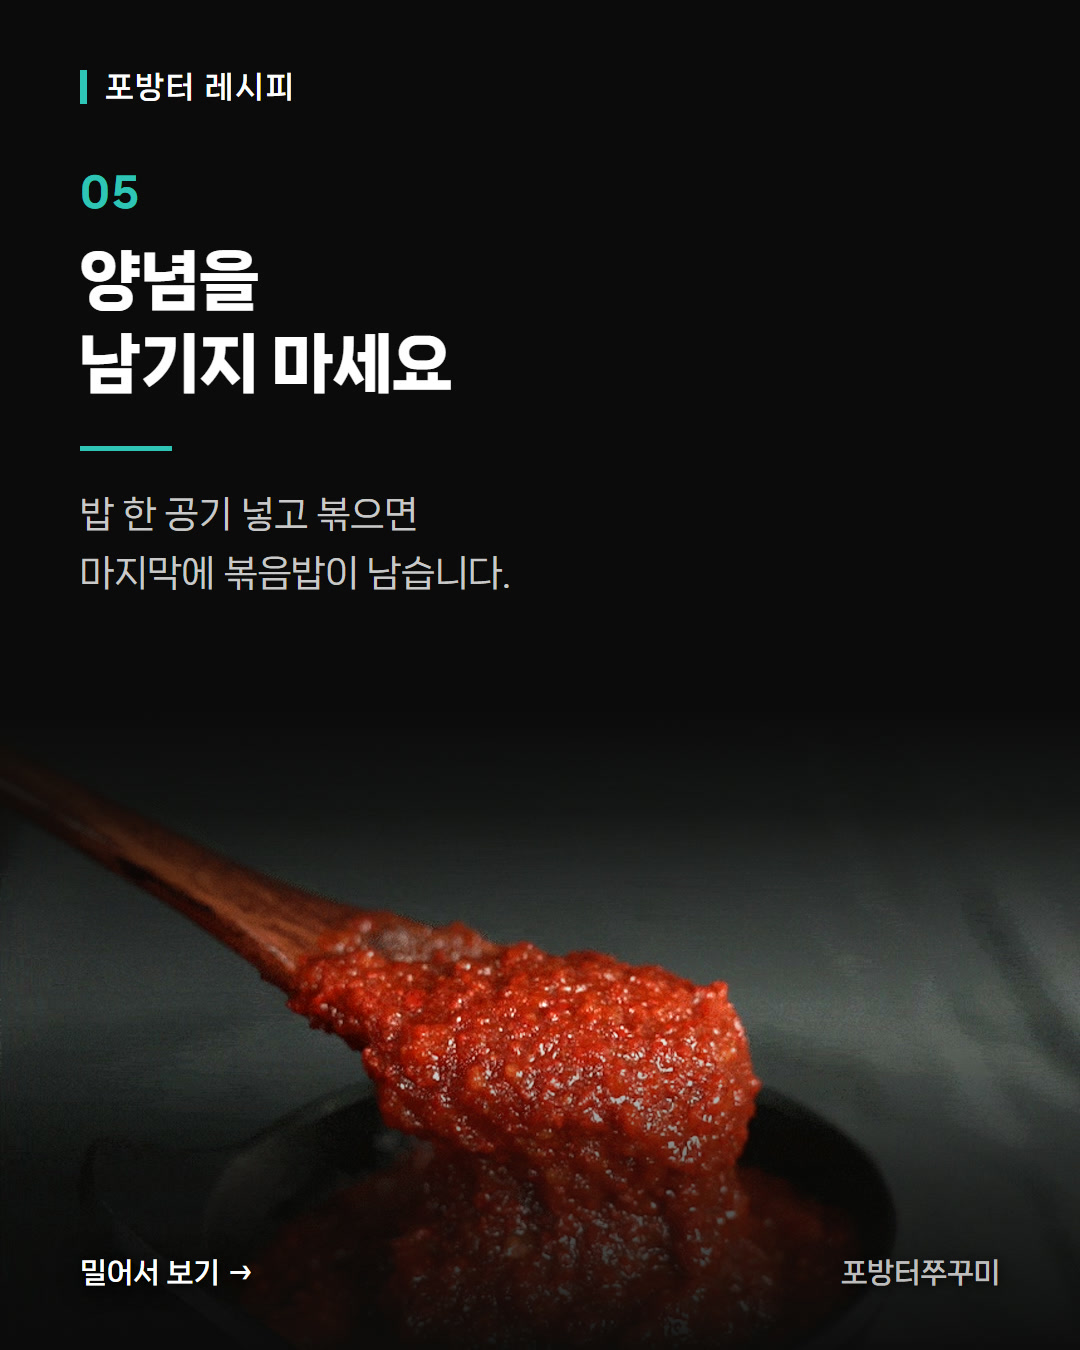 포방터 레시피
05
양념을
남기지 마세요
밥 한 공기 넣고 볶으면
마지막에 볶음밥이 남습니다.
밀어서 보기 →
포방터쭈꾸미